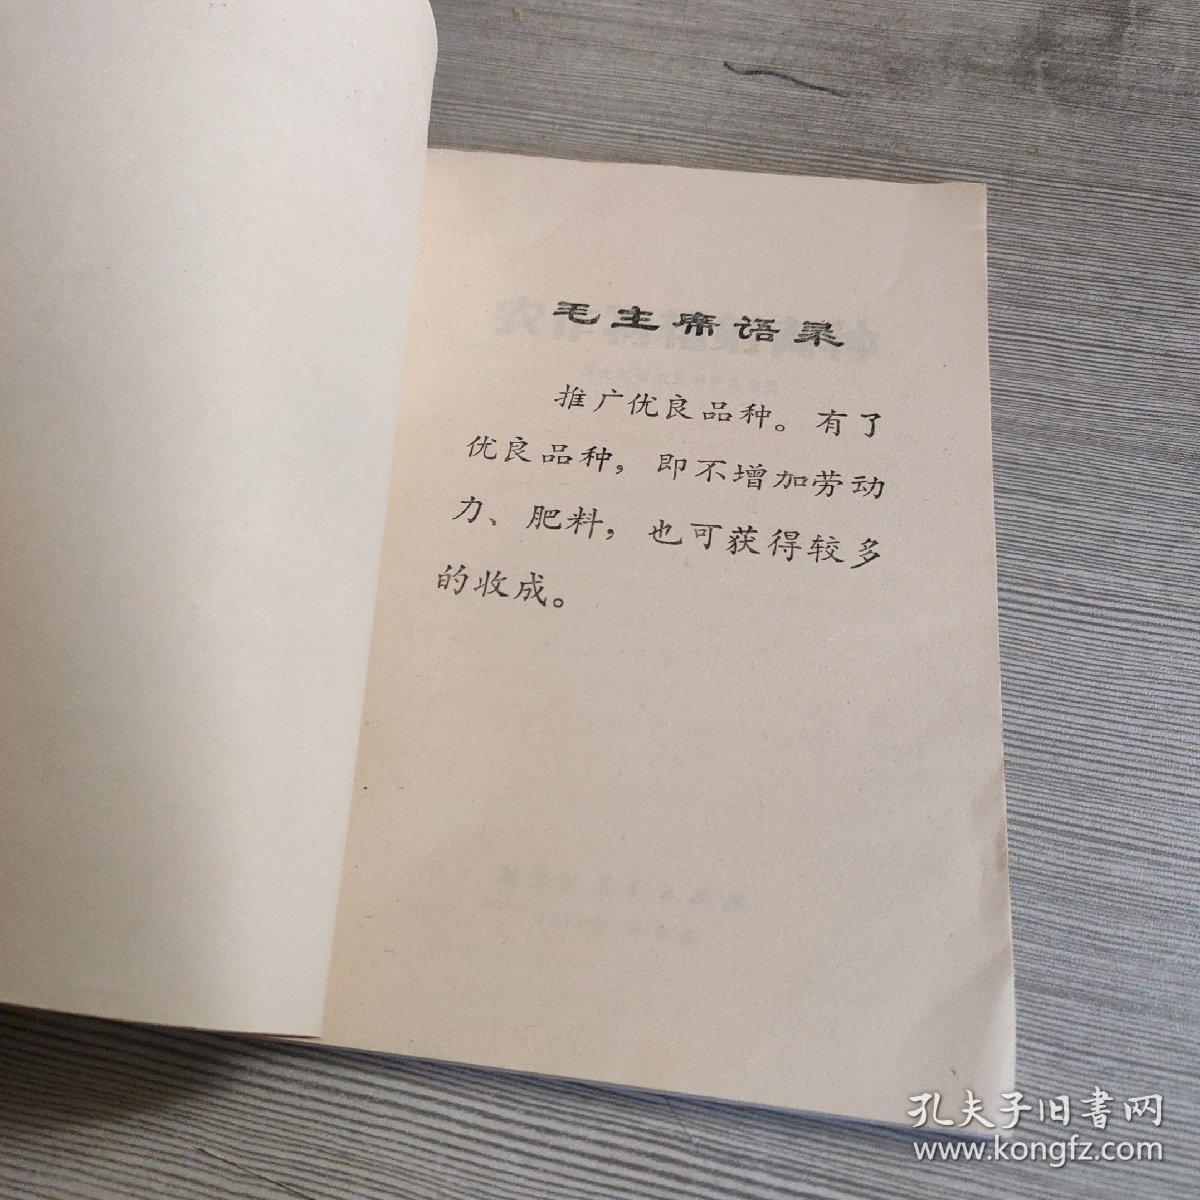 毛主席语录
推广优良品种。有了
优良品种，即不增加劳动
力、肥料，也可获得较多
的收成。
孔夫子旧書网
www.kongfz.com